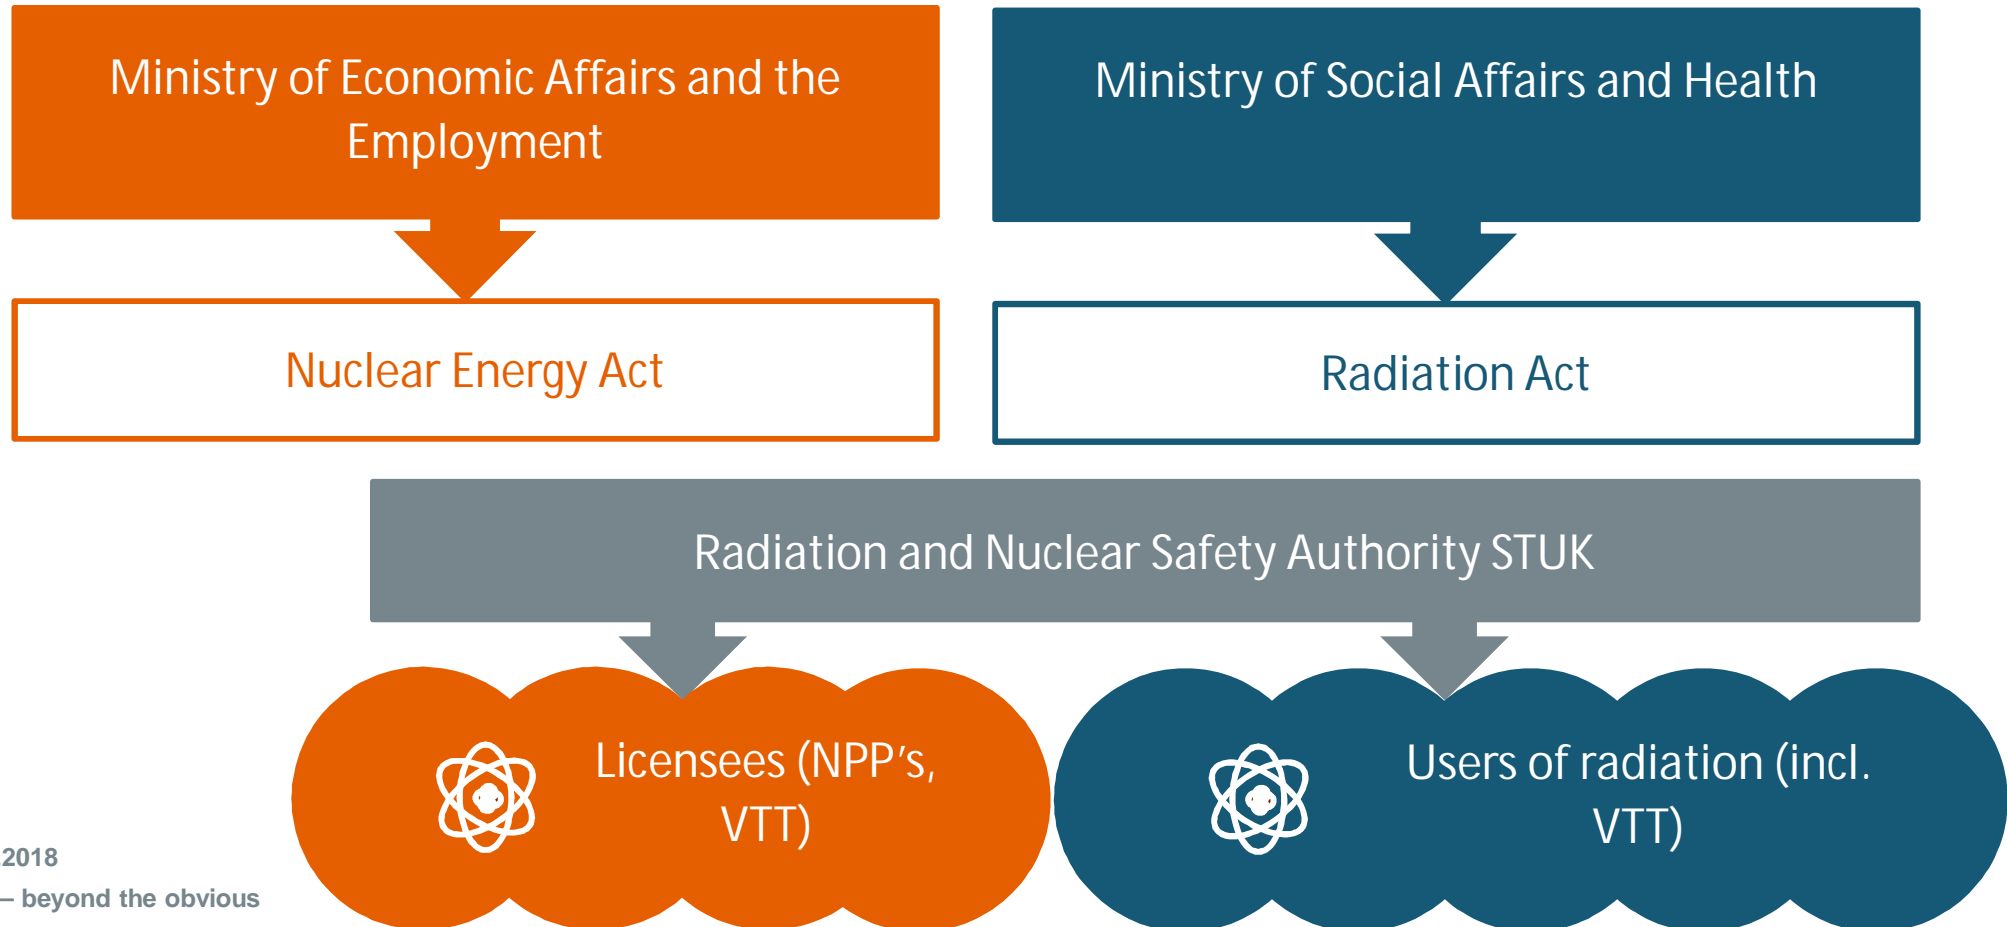 Ministry of Economic Affairs and the
Employment
Ministry of Social Affairs and Health
Nuclear Energy Act
Radiation Act
Radiation and Nuclear Safety Authority STUK
Licensees (NPP's,
VTT)
Users of radiation (incl.
VTT)
.2018
– beyond the obvious